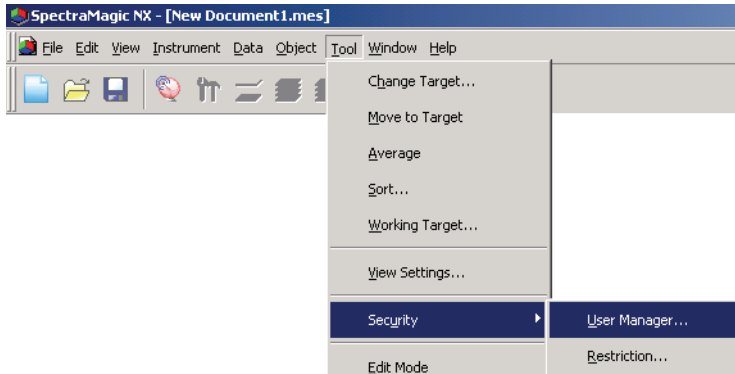 SpectraMagic NX - [New Document1.mes]
File Edit View Instrument Data Object Tool Window Help
Change Target...
Move to Target
Average
Sort...
Working Target...
View Settings...
Security
User Manager...
Edit Mode
Restriction...